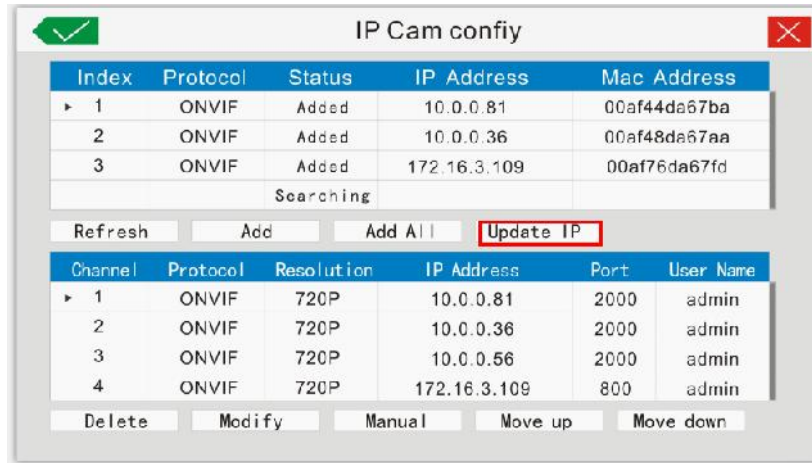 IP Cam confiy
Index Protocol Status IP Address Mac Address
1 ONVIF Added 10.0.0.81 00af44da67ba
2 ONVIF Added 10.0.0.36 00af48da67aa
3 ONVIF Added 172.16.3.109 00af76da67fd
Searching
Refresh Add Add All Update IP
Channel Protocol Resolution IP Address Port User Name
1 ONVIF 720P 10.0.0.81 2000 admin
2 ONVIF 720P 10.0.0.36 2000 admin
3 ONVIF 720P 10.0.0.56 2000 admin
4 ONVIF 720P 172.16.3.109 800 admin
Delete Modify Manual Move up Move down